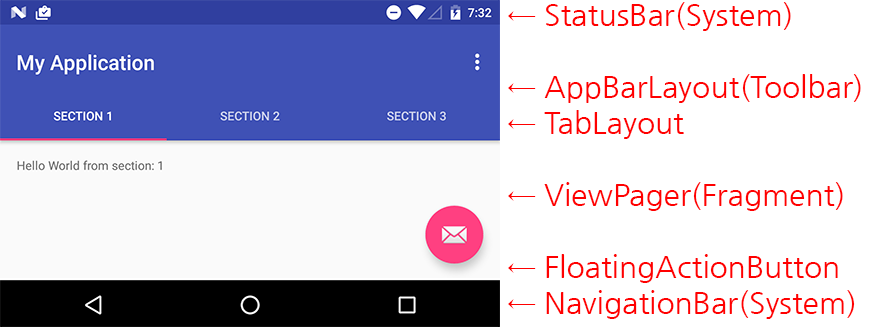 7:32
← StatusBar(System)
My Application
← AppBarLayout(Toolbar)
SECTION 1 SECTION 2 SECTION 3
← TabLayout
Hello World from section: 1
← ViewPager(Fragment)
← FloatingActionButton
← NavigationBar(System)